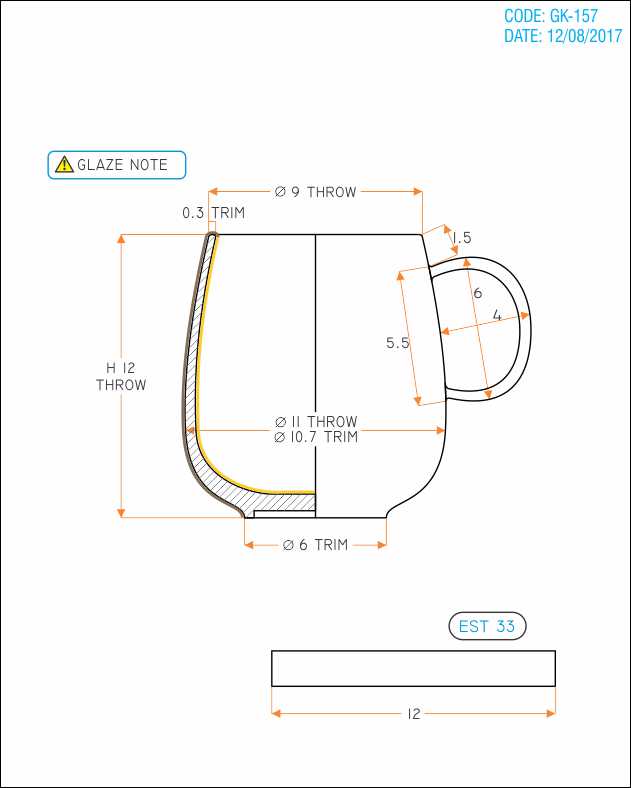 CODE: GK-157
DATE: 12/08/2017
GLAZE NOTE
⌀ 9 THROW
0.3 TRIM
1.5
6
4
5.5
H 12
THROW
⌀ 11 THROW
⌀ 10.7 TRIM
⌀ 6 TRIM
EST 33
12